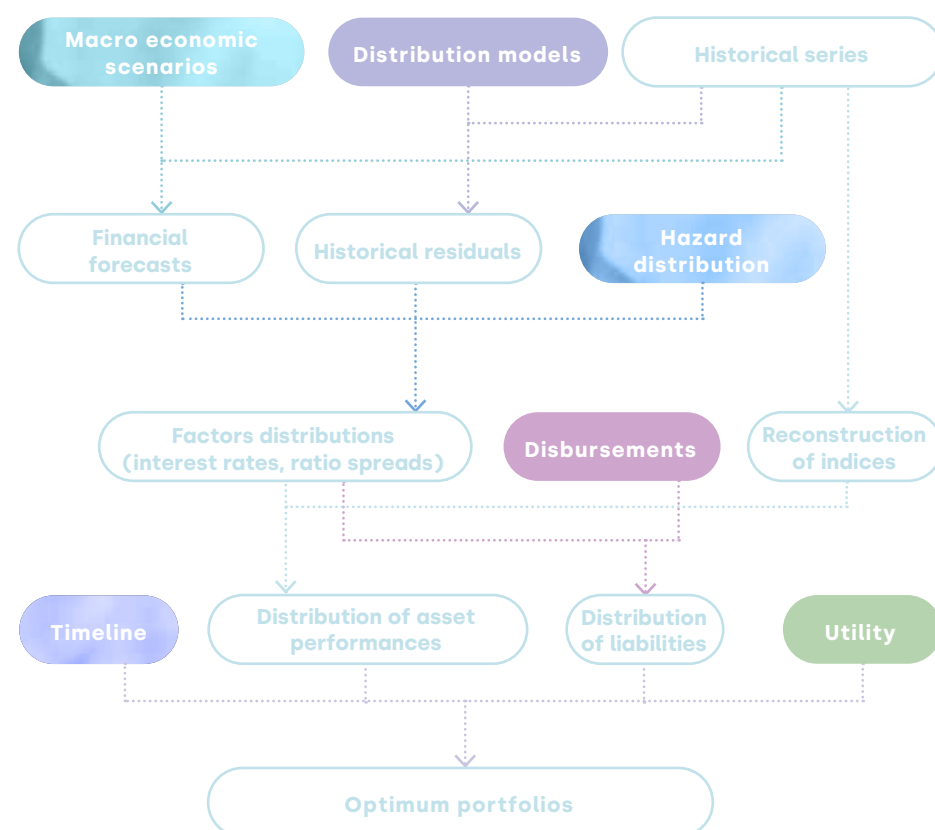 Macro economic
scenarios
Distribution models
Historical series
Financial
forecasts
Historical residuals
Hazard
distribution
Factors distributions
(interest rates, ratio spreads)
Disbursements
Reconstruction
of indices
Timeline
Distribution of asset
performances
Distribution
of liabilities
Utility
Optimum portfolios